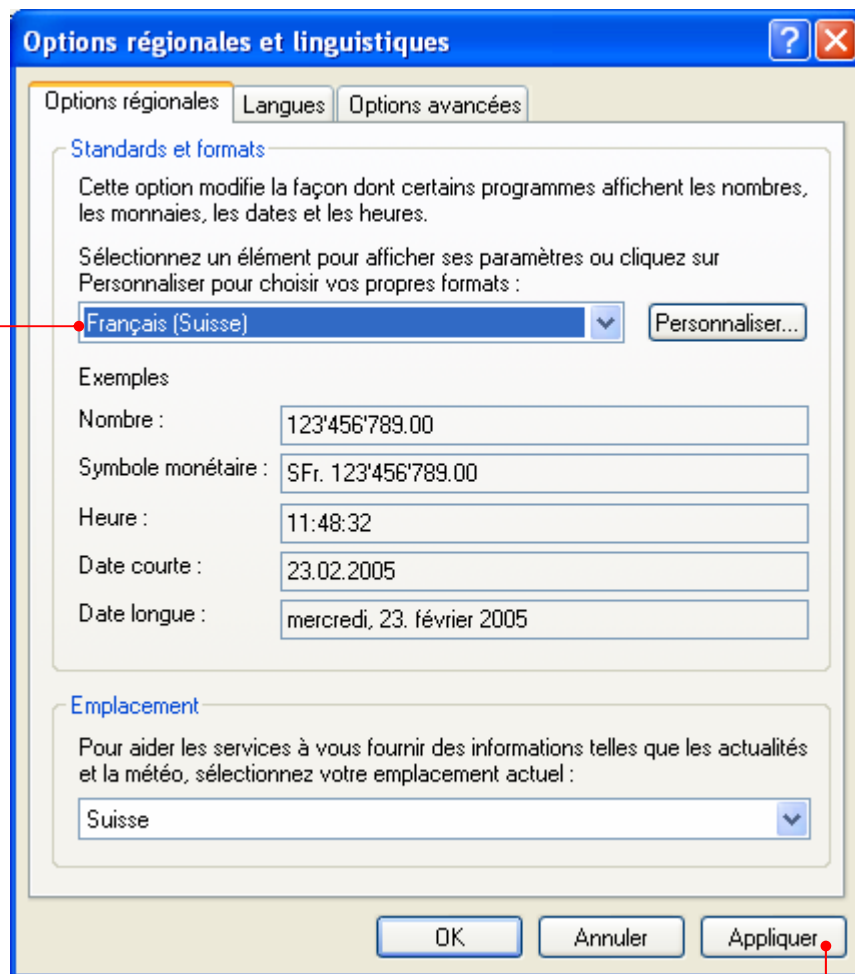 Options régionales et linguistiques
Options régionales Langues Options avancées
Standards et formats
Cette option modifie la façon dont certains programmes affichent les nombres,
les monnaies, les dates et les heures.
Sélectionnez un élément pour afficher ses paramètres ou cliquez sur
Personnaliser pour choisir vos propres formats :
Français (Suisse) Personnaliser...
Exemples
Nombre : 123'456'789.00
Symbole monétaire : SFr. 123'456'789.00
Heure : 11:48:32
Date courte : 23.02.2005
Date longue : mercredi, 23. février 2005
Emplacement
Pour aider les services à vous fournir des informations telles que les actualités
et la météo, sélectionnez votre emplacement actuel :
Suisse
OK Annuler Appliquer